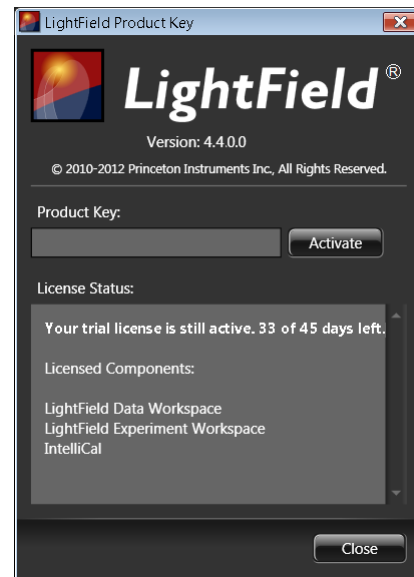 LightField Product Key
LightField®
Version: 4.4.0.0
© 2010-2012 Princeton Instruments Inc., All Rights Reserved.
Product Key:
Activate
License Status:
Your trial license is still active. 33 of 45 days left.
Licensed Components:
LightField Data Workspace
LightField Experiment Workspace
IntelliCal
Close